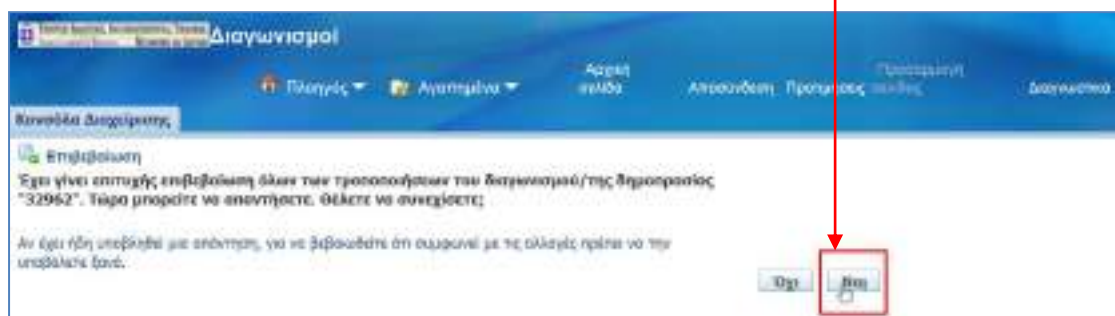 Διαγωνισμοί
Πλοηγός Αγαπημένα Αρχική σελίδα Αποσύνδεση Προτιμήσεις Διαγνωστικά
Κονσόλα Διαχείρισης
Επιβεβαίωση
Έχει γίνει επιτυχής επιβεβαίωση όλων των τροποποιήσεων του διαγωνισμού/της δημοπρασίας
"32962". Τώρα μπορείτε να απαντήσετε. Θέλετε να συνεχίσετε;
Αν έχει ήδη υποβληθεί μια απάντηση, για να βεβαιωθείτε ότι συμφωνεί με τις αλλαγές πρέπει να την
υποβάλετε ξανά.
Όχι Ναι